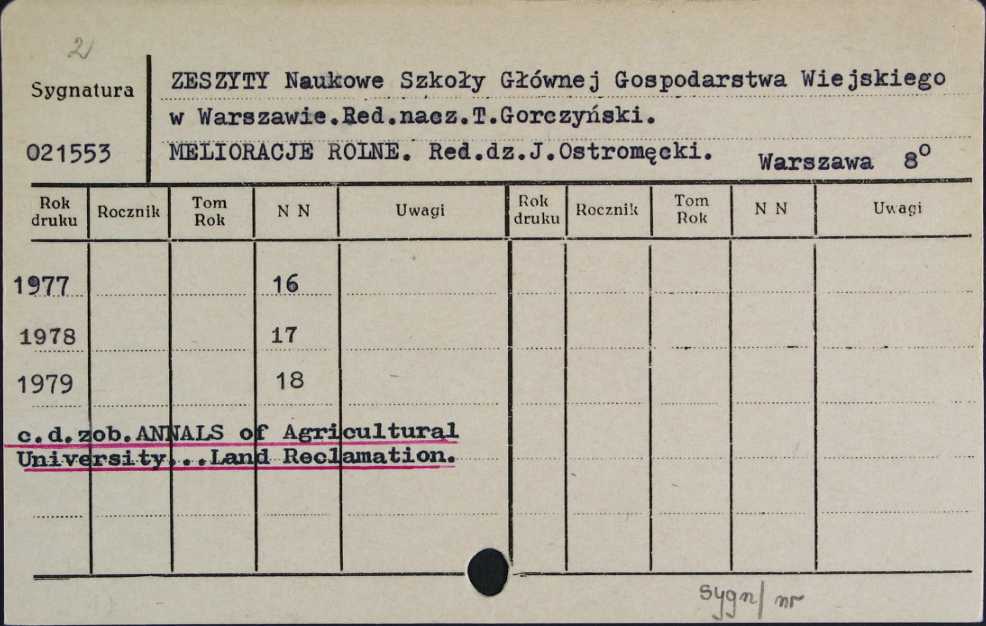 2
Sygnatura
ZESZYTY Naukowe Szkoły Głównej Gospodarstwa Wiejskiego
w Warszawie.Red.nacz.T.Gorczyński.
021553
MELIORACJE ROLNE. Red.dz.J.Ostromęcki.
Warszawa 8o
Rok druku Rocznik Tom Rok N N Uwagi Rok druku Rocznik Tom Rok N N Uwagi
1977 16
1978 17
1979 18
c.d.zob.ANNALS of Agricultural
University...Land Reclamation.
sygn/ nr